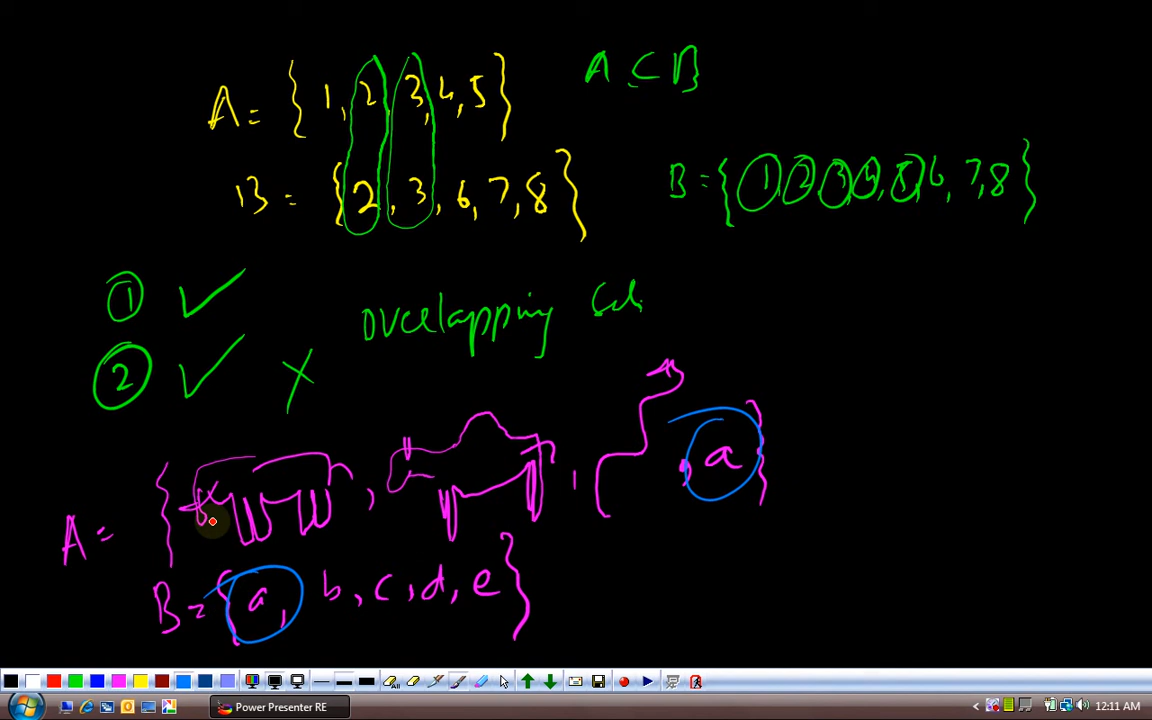 A = { 1, 2, 3, 4, 5 }
A ⊂ B
B = { 2, 3, 6, 7, 8 }
B = { 1, 2, 3, 4, 5, 6, 7, 8 }
① ✓
overlapping
② ✓ X
A = { , , , a }
B = { a, b, c, d, e }
Power Presenter RE
12:11 AM